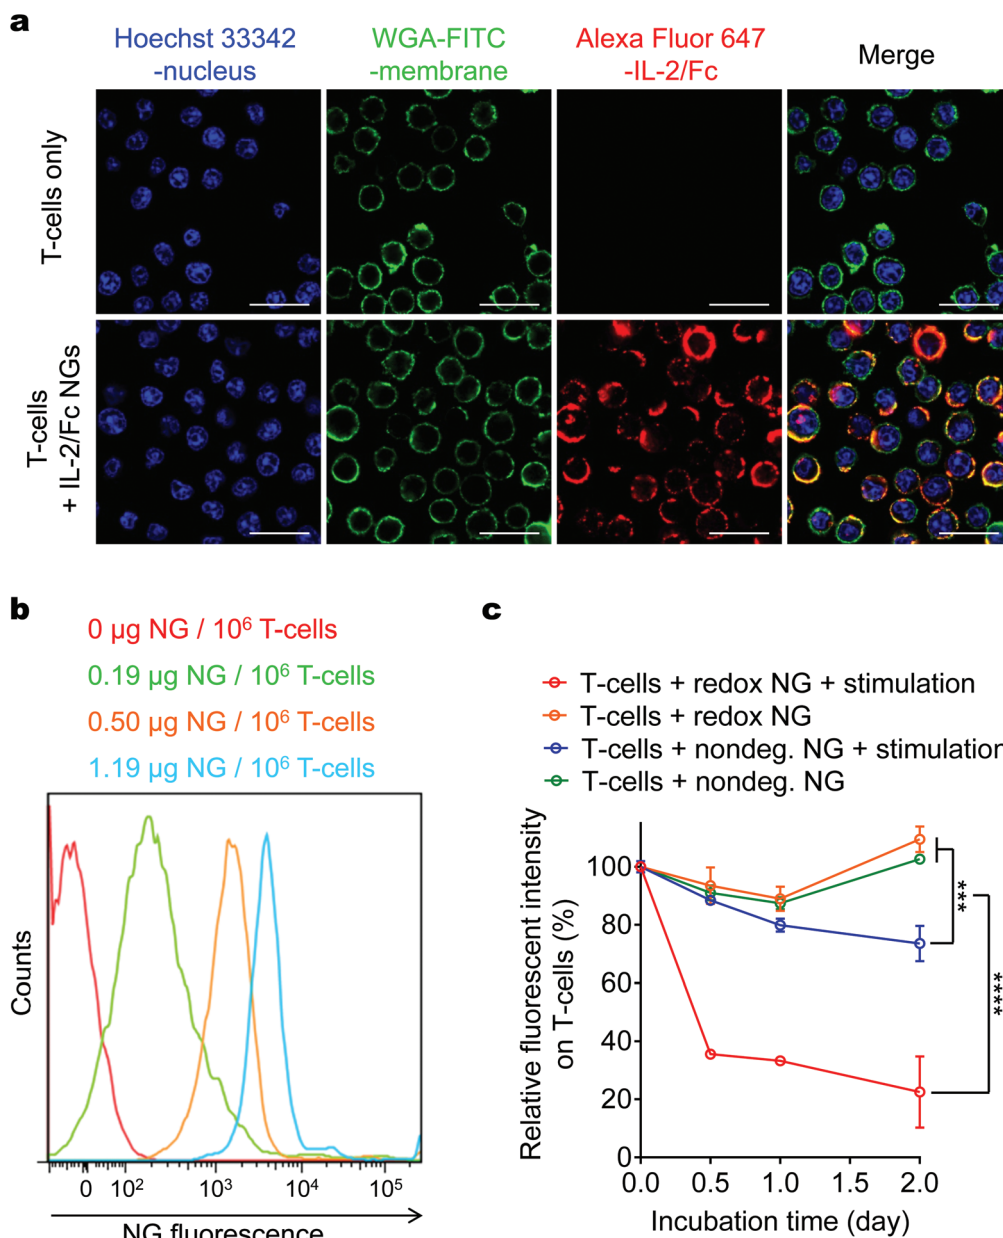 a
Hoechst 33342
-nucleus
WGA-FITC
-membrane
Alexa Fluor 647
-IL-2/Fc
Merge
T-cells only
T-cells
+ IL-2/Fc NGs
b
0 µg NG / 10⁶ T-cells
0.19 µg NG / 10⁶ T-cells
0.50 µg NG / 10⁶ T-cells
1.19 µg NG / 10⁶ T-cells
Counts
0 10² 10³ 10⁴ 10⁵
NG fluorescence
c
T-cells + redox NG + stimulation
T-cells + redox NG
T-cells + nondeg. NG + stimulation
T-cells + nondeg. NG
Relative fluorescent intensity
on T-cells (%)
100
80
60
40
20
0
0.0 0.5 1.0 1.5 2.0
Incubation time (day)
***
****